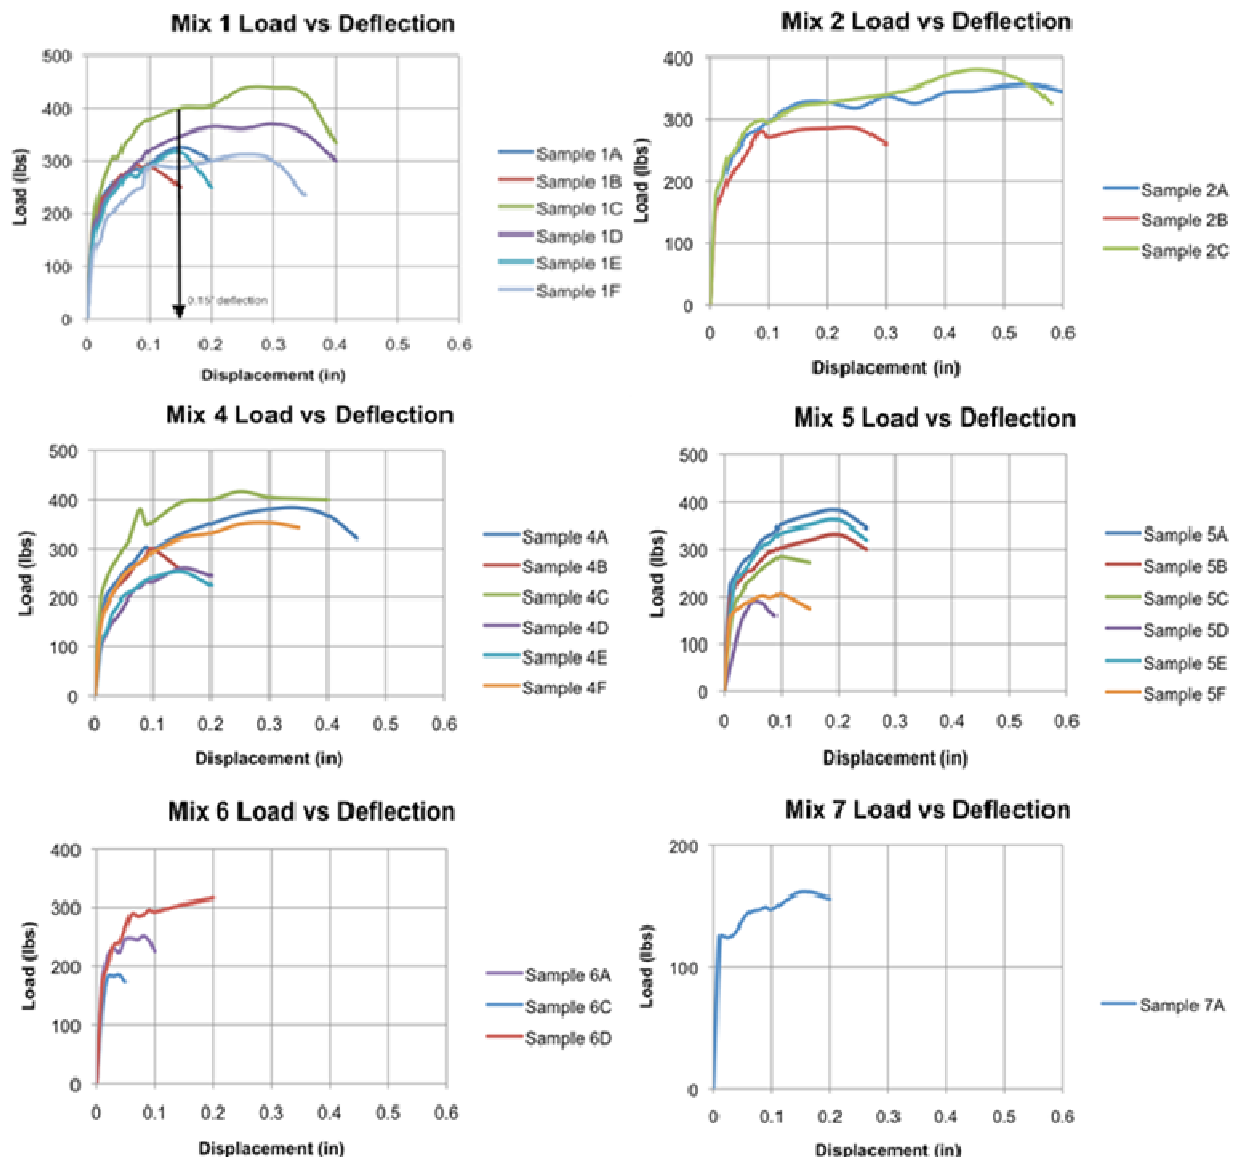 Mix 1 Load vs Deflection
500
400
300
200
100
0
Load (lbs)
0 0.1 0.2 0.3 0.4 0.5 0.6
Displacement (in)
0.15" deflection
Sample 1A
Sample 1B
Sample 1C
Sample 1D
Sample 1E
Sample 1F
Mix 2 Load vs Deflection
400
300
200
100
0
Load (lbs)
0 0.1 0.2 0.3 0.4 0.5 0.6
Displacement (in)
Sample 2A
Sample 2B
Sample 2C
Mix 4 Load vs Deflection
500
400
300
200
100
0
Load (lbs)
0 0.1 0.2 0.3 0.4 0.5 0.6
Displacement (in)
Sample 4A
Sample 4B
Sample 4C
Sample 4D
Sample 4E
Sample 4F
Mix 5 Load vs Deflection
500
400
300
200
100
0
Load (lbs)
0 0.1 0.2 0.3 0.4 0.5 0.6
Displacement (in)
Sample 5A
Sample 5B
Sample 5C
Sample 5D
Sample 5E
Sample 5F
Mix 6 Load vs Deflection
400
300
200
100
0
Load (lbs)
0 0.1 0.2 0.3 0.4 0.5 0.6
Displacement (in)
Sample 6A
Sample 6C
Sample 6D
Mix 7 Load vs Deflection
200
100
0
Load (lbs)
0 0.1 0.2 0.3 0.4 0.5 0.6
Displacement (in)
Sample 7A